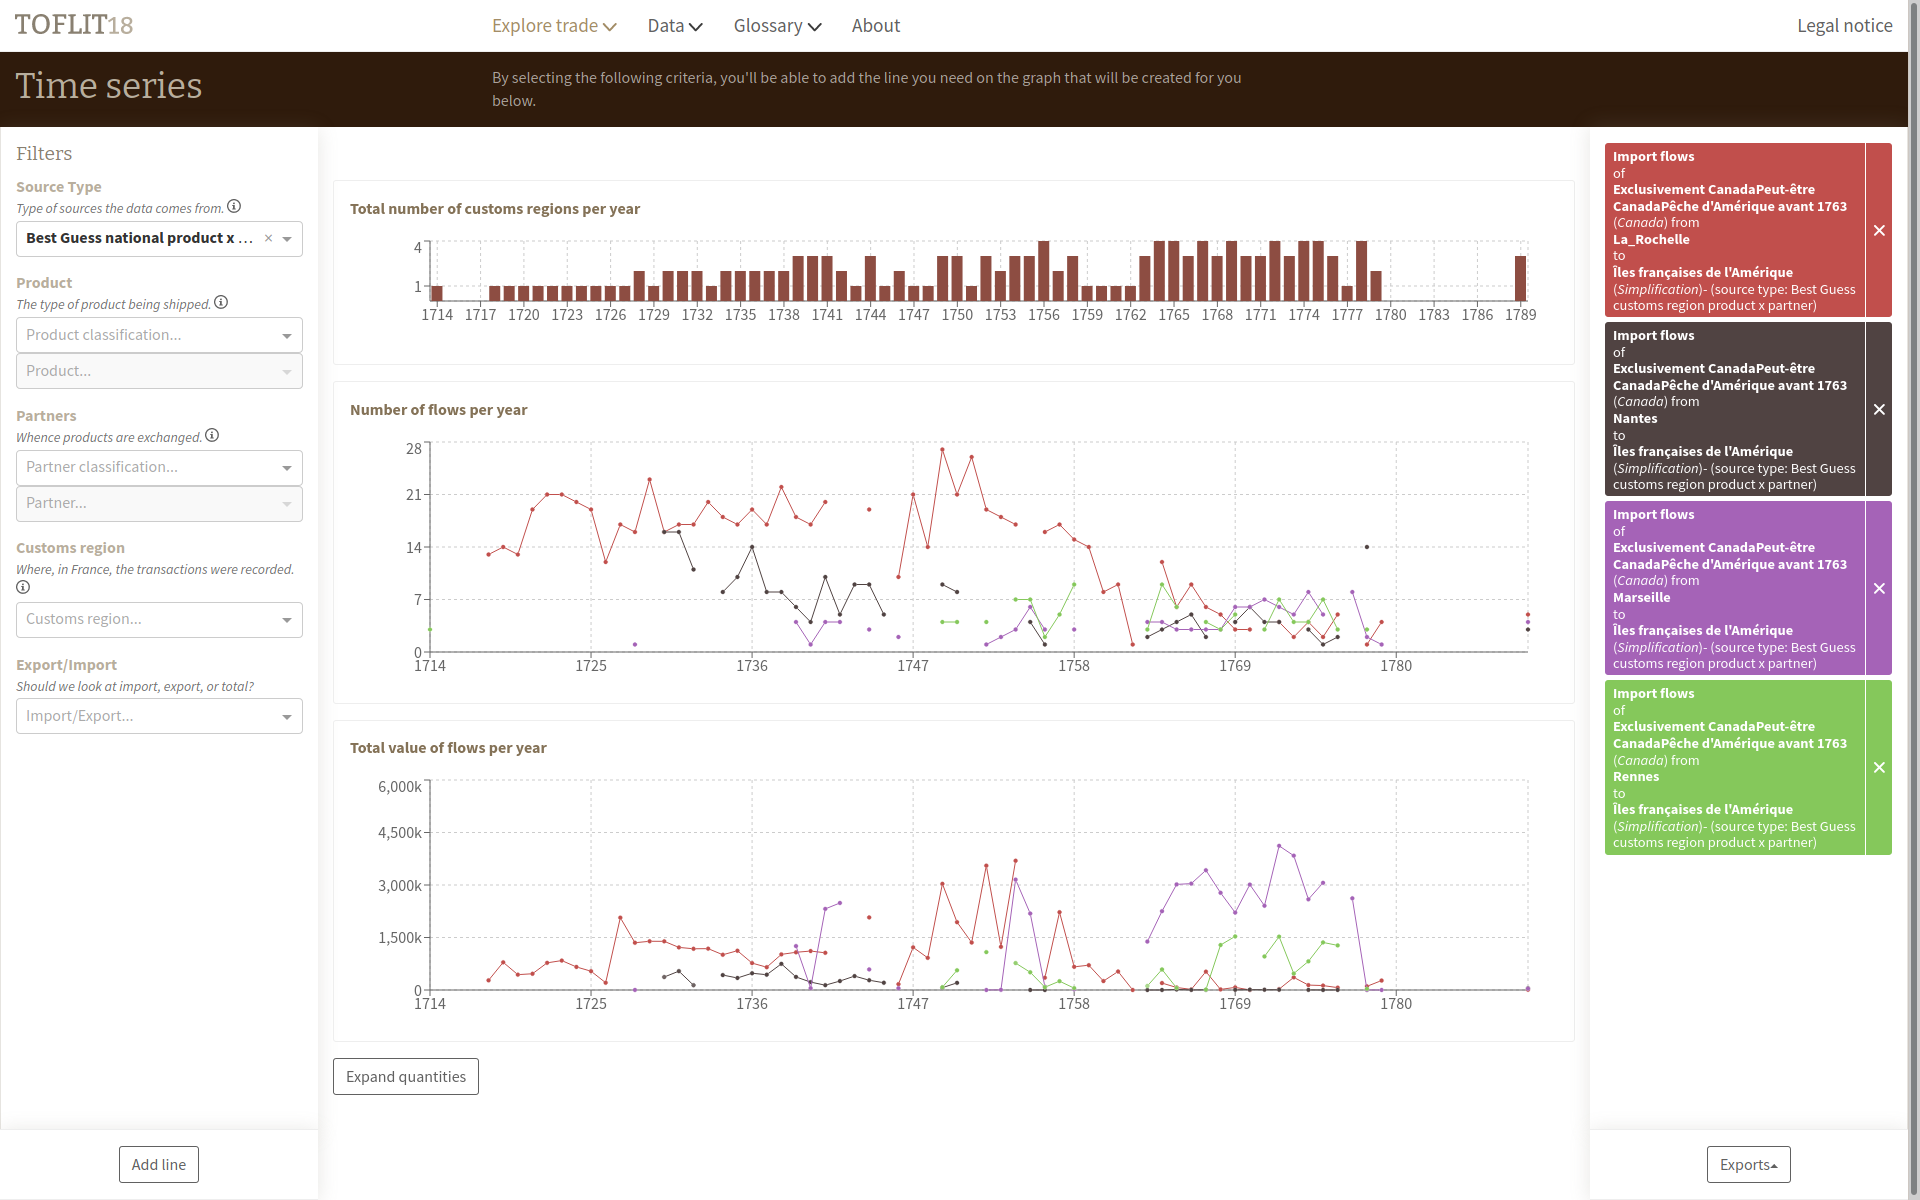 TOFLIT18
Explore trade
Data
Glossary
About
Legal notice
Time series
By selecting the following criteria, you'll be able to add the line you need on the graph that will be created for you
below.
Filters
Source Type
Type of sources the data comes from.
Best Guess national product x ...
Product
The type of product being shipped.
Product classification...
Product...
Partners
Whence products are exchanged.
Partner classification...
Partner...
Customs region
Where, in France, the transactions were recorded.
Customs region...
Export/Import
Should we look at import, export, or total?
Import/Export...
Add line
Total number of customs regions per year
4
1
1714 1717 1720 1723 1726 1729 1732 1735 1738 1741 1744 1747 1750 1753 1756 1759 1762 1765 1768 1771 1774 1777 1780 1783 1786 1789
Number of flows per year
28
21
14
7
0
1714 1725 1736 1747 1758 1769 1780
Total value of flows per year
6,000k
4,500k
3,000k
1,500k
0
1714 1725 1736 1747 1758 1769 1780
Expand quantities
Import flows
of
Exclusivement CanadaPeut-être
CanadaPêche d'Amérique avant 1763
(Canada) from
La_Rochelle
to
Îles françaises de l'Amérique
(Simplification)- (source type: Best Guess
customs region product x partner)
Import flows
of
Exclusivement CanadaPeut-être
CanadaPêche d'Amérique avant 1763
(Canada) from
Nantes
to
Îles françaises de l'Amérique
(Simplification)- (source type: Best Guess
customs region product x partner)
Import flows
of
Exclusivement CanadaPeut-être
CanadaPêche d'Amérique avant 1763
(Canada) from
Marseille
to
Îles françaises de l'Amérique
(Simplification)- (source type: Best Guess
customs region product x partner)
Import flows
of
Exclusivement CanadaPeut-être
CanadaPêche d'Amérique avant 1763
(Canada) from
Rennes
to
Îles françaises de l'Amérique
(Simplification)- (source type: Best Guess
customs region product x partner)
Exports